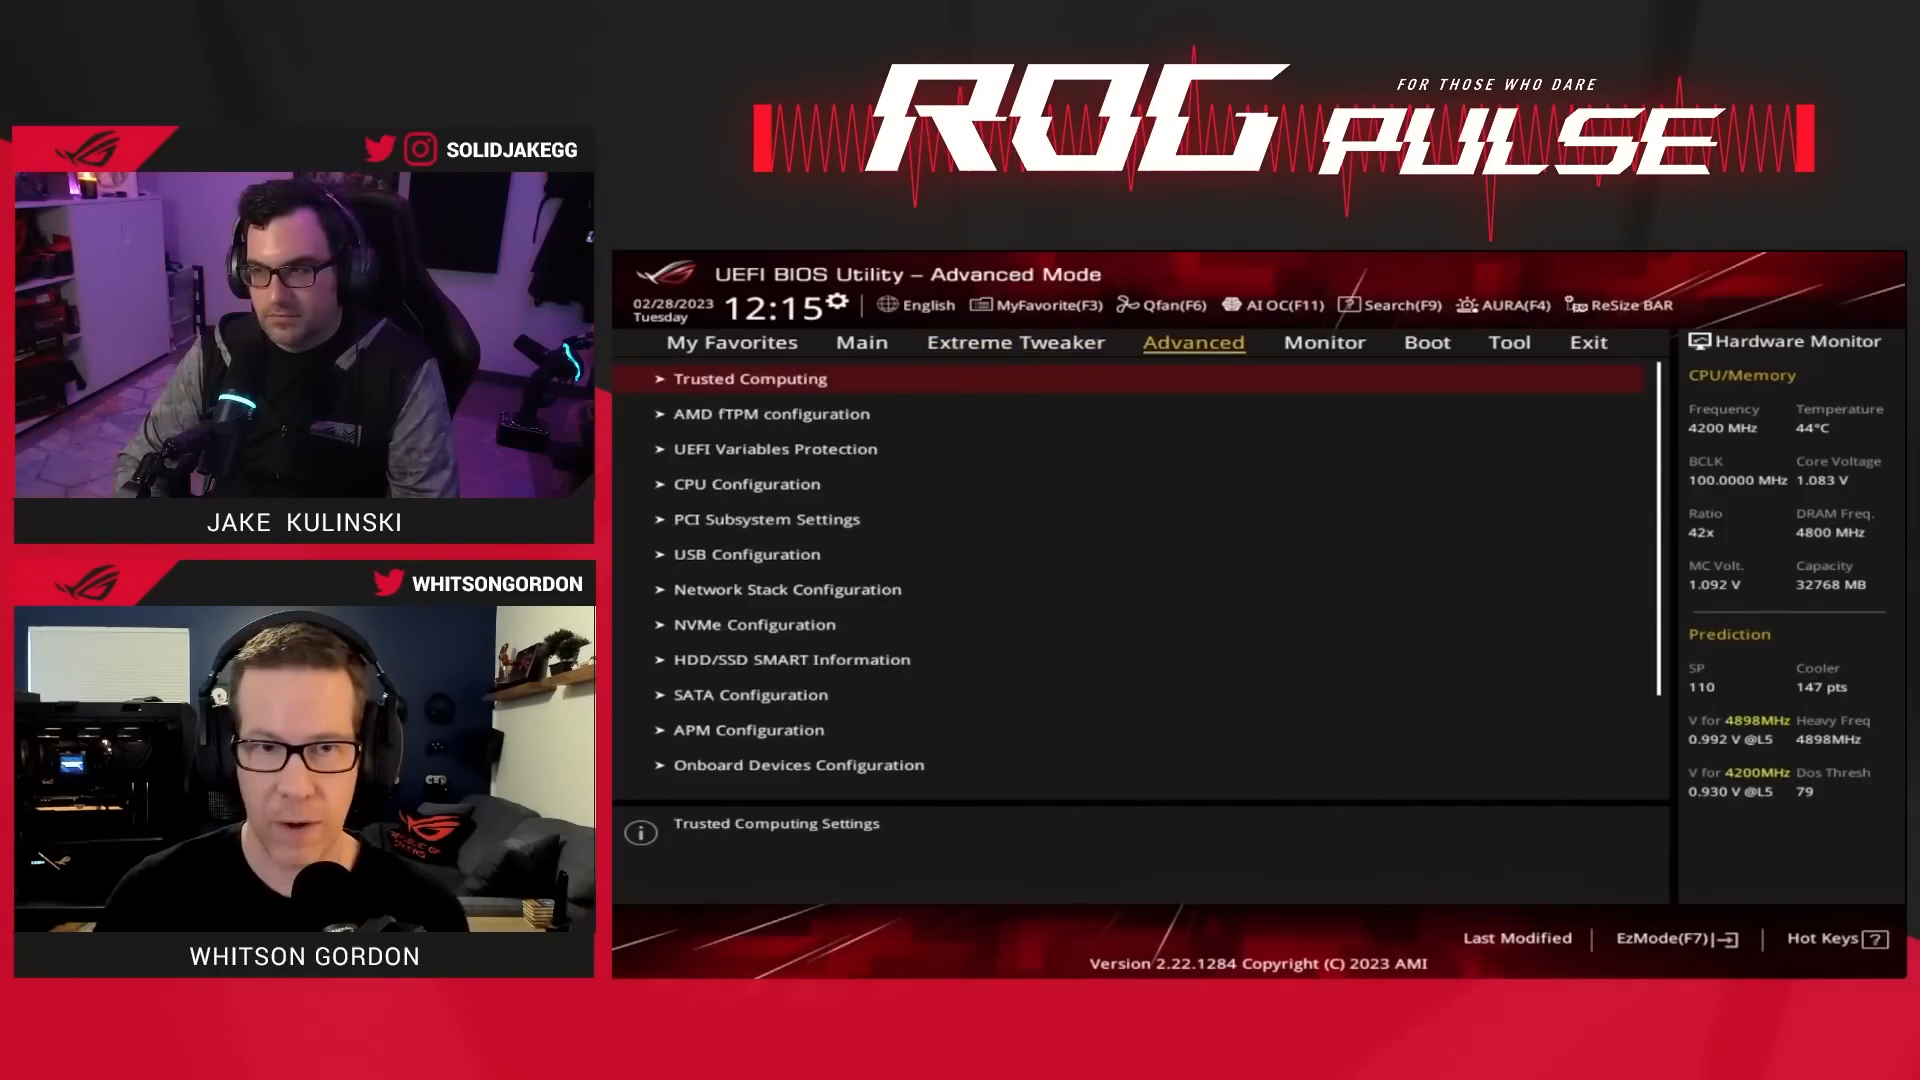 ROG PULSE
FOR THOSE WHO DARE
SOLIDJAKEGG
JAKE KULINSKI
WHITSONGORDON
REPUBLIC OF
GAMERS
WHITSON GORDON
UEFI BIOS Utility – Advanced Mode
02/28/2023
Tuesday
12:15
English
MyFavorite(F3)
Qfan(F6)
AI OC(F11)
Search(F9)
AURA(F4)
ReSize BAR
My Favorites
Main
Extreme Tweaker
Advanced
Monitor
Boot
Tool
Exit
Trusted Computing
AMD fTPM configuration
UEFI Variables Protection
CPU Configuration
PCI Subsystem Settings
USB Configuration
Network Stack Configuration
NVMe Configuration
HDD/SSD SMART Information
SATA Configuration
APM Configuration
Onboard Devices Configuration
Trusted Computing Settings
Hardware Monitor
CPU/Memory
Frequency Temperature
4200 MHz 44°C
BCLK Core Voltage
100.0000 MHz 1.083 V
Ratio DRAM Freq.
42x 4800 MHz
MC Volt. Capacity
1.092 V 32768 MB
Prediction
SP Cooler
110 147 pts
V for 4898MHz Heavy Freq
0.992 V @L5 4898MHz
V for 4200MHz Dos Thresh
0.930 V @L5 79
Last Modified
EzMode(F7)
Hot Keys ?
Version 2.22.1284 Copyright (C) 2023 AMI